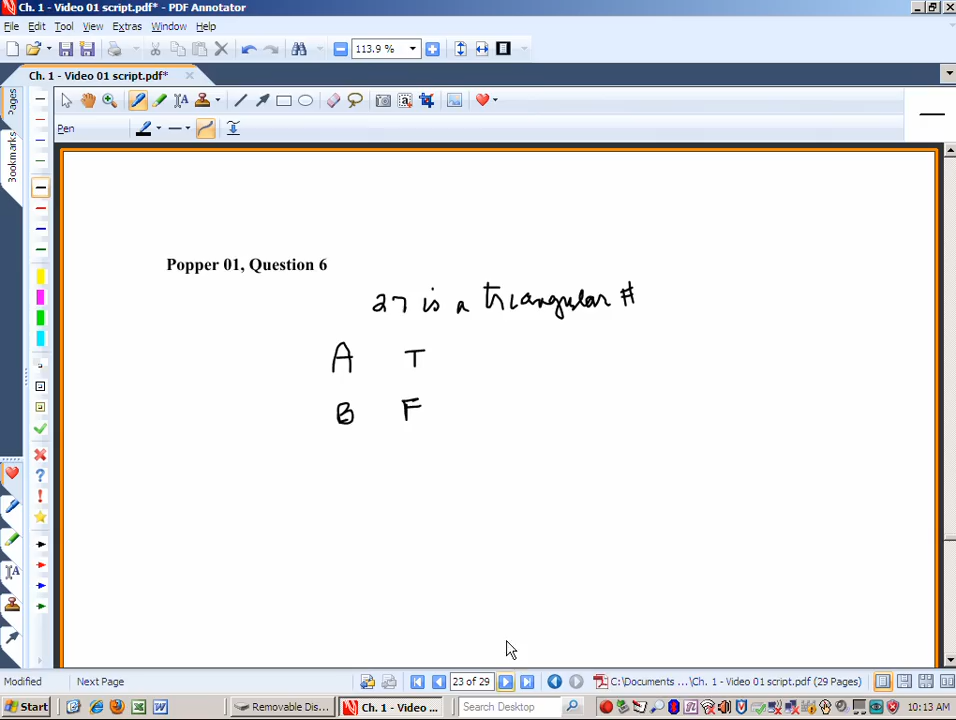 Ch. 1 - Video 01 script.pdf* - PDF Annotator
File Edit Tool View Extras Window Help
113.9 %
Ch. 1 - Video 01 script.pdf*
Pen
Pages
Bookmarks
Popper 01, Question 6
27 is a triangular #
A T
B F
23 of 29
C:\Documents ...\Ch. 1 - Video 01 script.pdf (29 Pages)
Modified Next Page
Start
Removable Dis...
Ch. 1 - Video ...
Search Desktop
10:13 AM